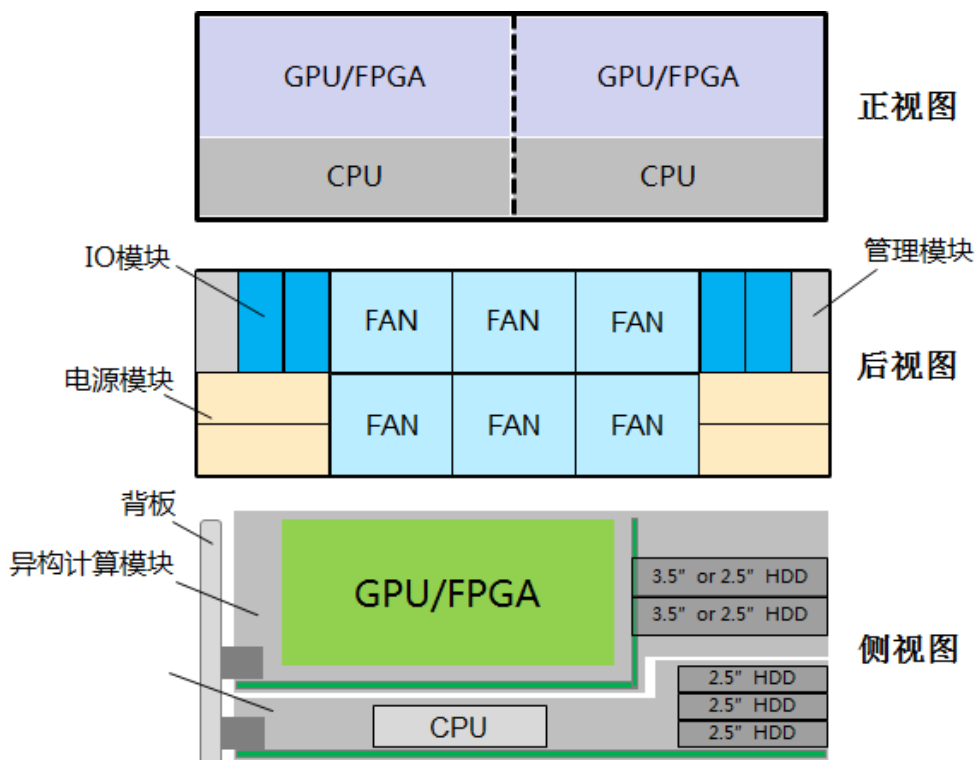 GPU/FPGA
GPU/FPGA
正视图
CPU
CPU
IO模块
管理模块
FAN
FAN
FAN
后视图
电源模块
FAN
FAN
FAN
背板
异构计算模块
GPU/FPGA
3.5" or 2.5" HDD
3.5" or 2.5" HDD
侧视图
2.5" HDD
2.5" HDD
CPU
2.5" HDD